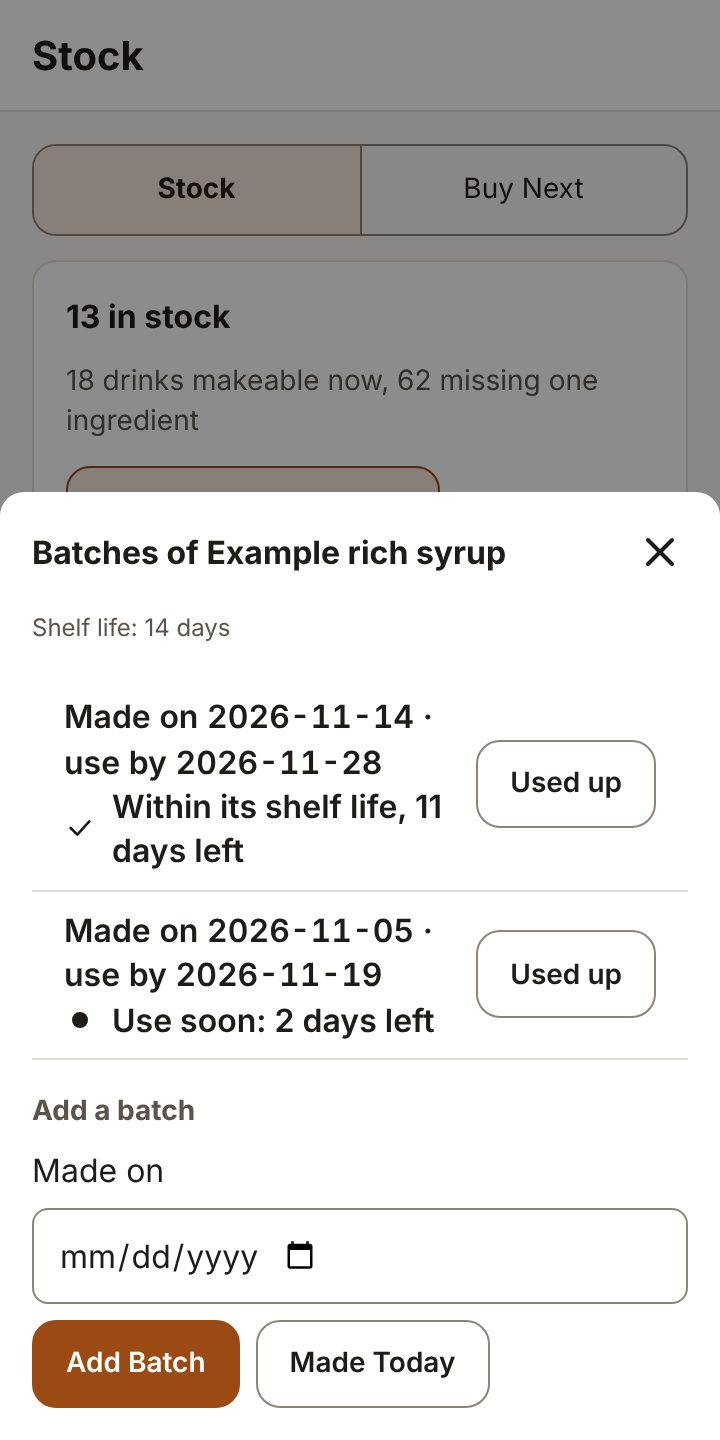 Stock
Stock
Buy Next
13 in stock
18 drinks makeable now, 62 missing one
ingredient
Batches of Example rich syrup
Shelf life: 14 days
Made on 2026-11-14 ·
use by 2026-11-28
Within its shelf life, 11
days left
Used up
Made on 2026-11-05 ·
use by 2026-11-19
Use soon: 2 days left
Used up
Add a batch
Made on
mm/dd/yyyy
Add Batch
Made Today